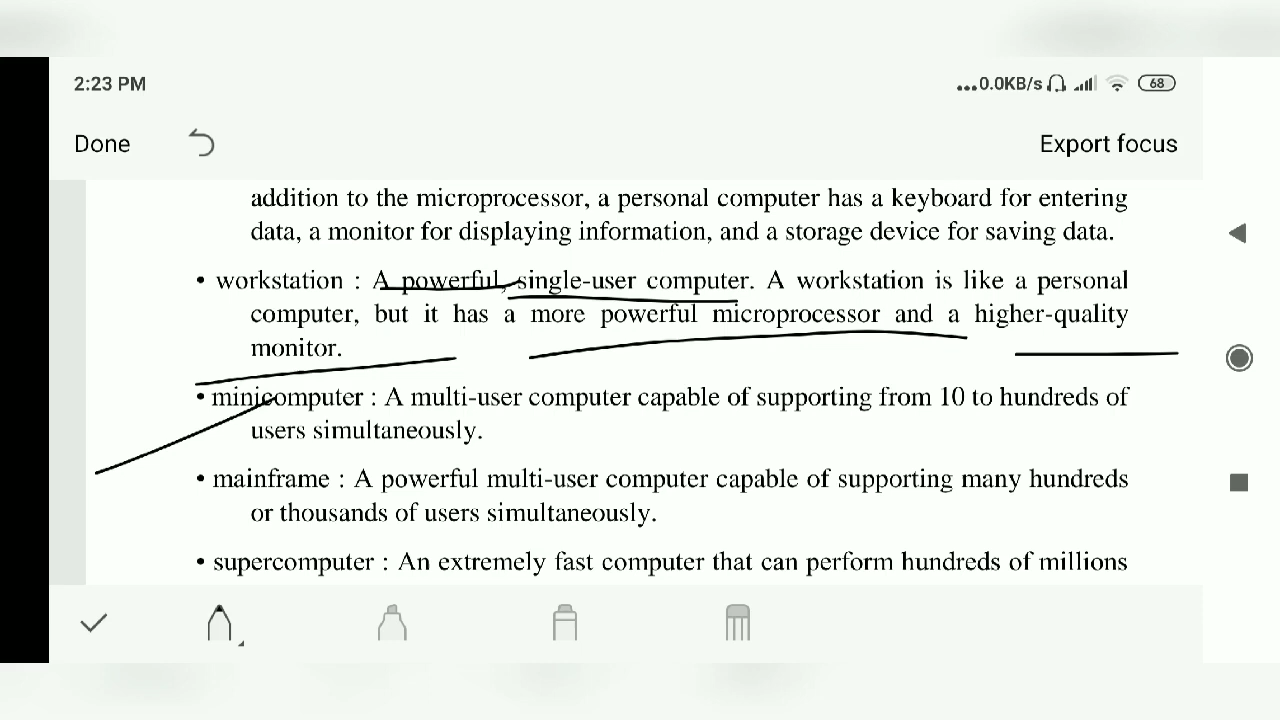 2:23 PM
...0.0KB/s
68
Done
Export focus
addition to the microprocessor, a personal computer has a keyboard for entering
data, a monitor for displaying information, and a storage device for saving data.
• workstation : A powerful, single-user computer. A workstation is like a personal
computer, but it has a more powerful microprocessor and a higher-quality
monitor.
• minicomputer : A multi-user computer capable of supporting from 10 to hundreds of
users simultaneously.
• mainframe : A powerful multi-user computer capable of supporting many hundreds
or thousands of users simultaneously.
• supercomputer : An extremely fast computer that can perform hundreds of millions